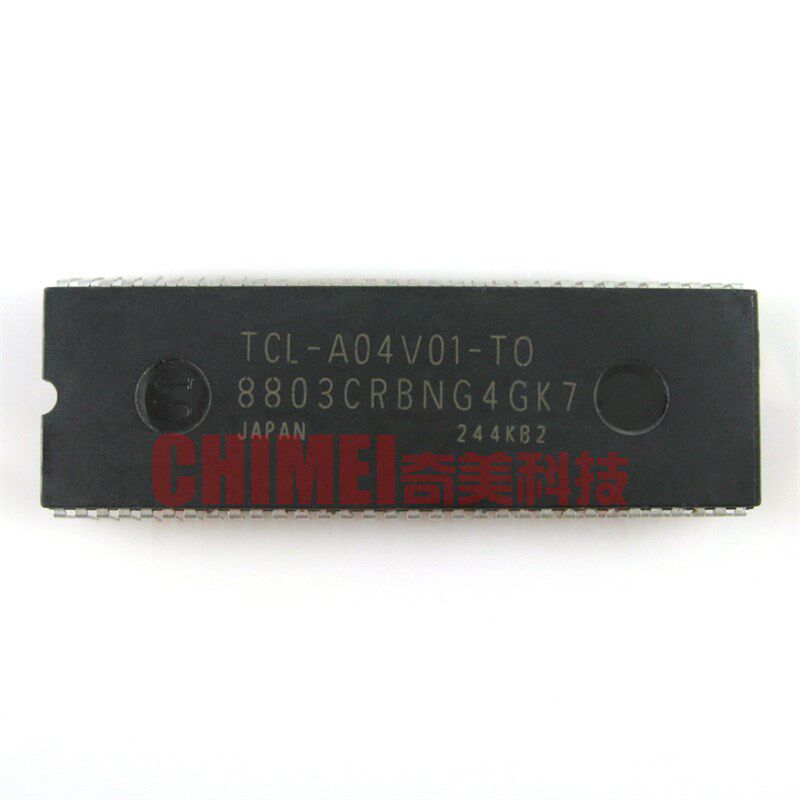 TCL-A04V01-TO
8803CRBNG4GK7
JAPAN 244KB2
CHIMEI奇美科技